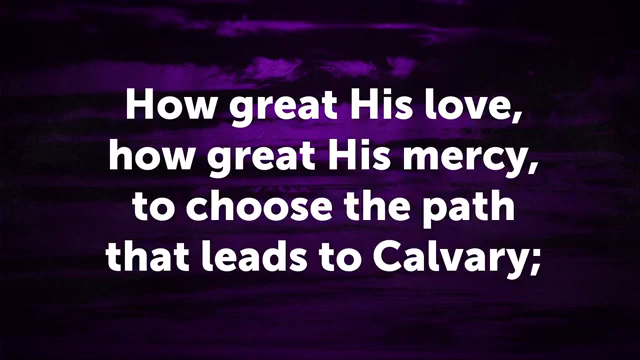 How great His love,
how great His mercy,
to choose the path
that leads to Calvary;